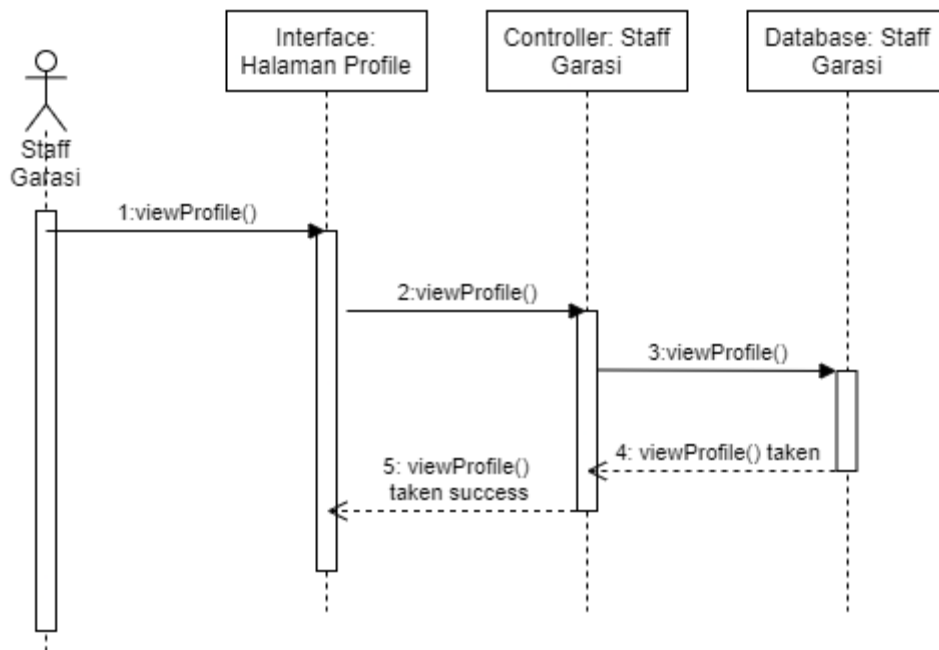 Interface:
Halaman Profile
Controller: Staff
Garasi
Database: Staff
Garasi
Staff
Garasi
1:viewProfile()
2:viewProfile()
3:viewProfile()
4: viewProfile() taken
5: viewProfile()
taken success